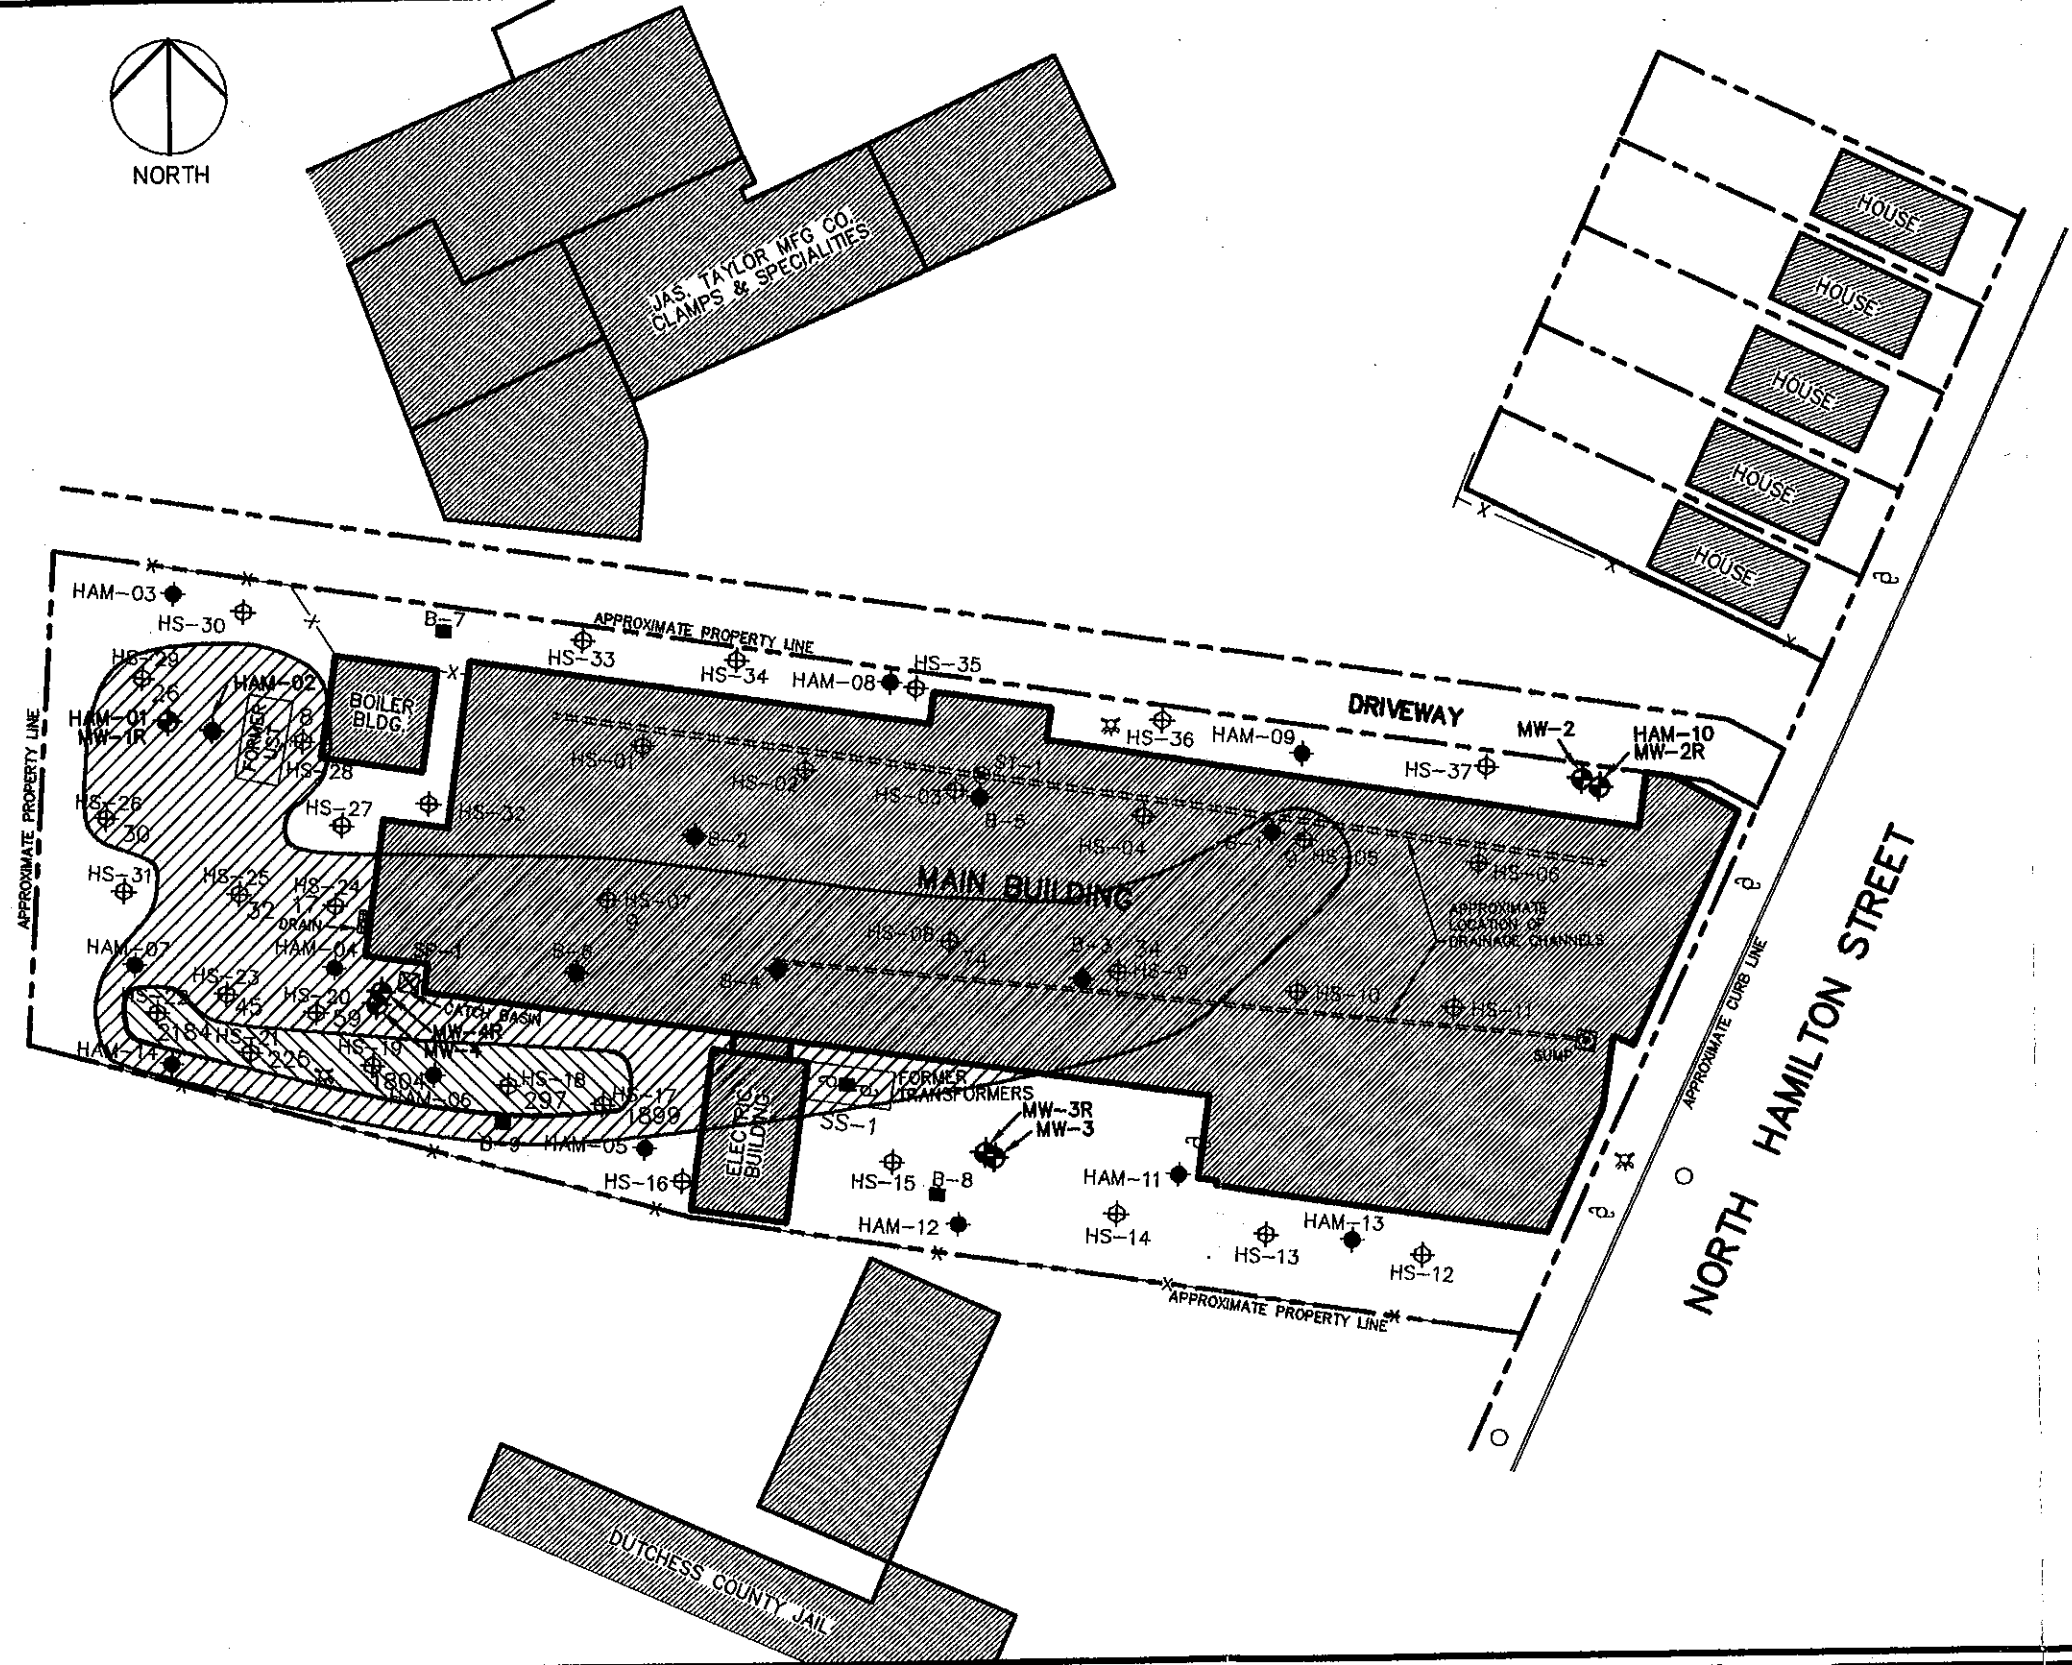 NORTH
JAS. TAYLOR MFG CO.
CLAMPS & SPECIALITIES
HOUSE
HOUSE
HOUSE
HOUSE
HOUSE
HAM-03
HS-30
B-7
APPROXIMATE PROPERTY LINE
HS-33
HS-34
HAM-08
HS-35
DRIVEWAY
HS-36
HAM-09
HS-37
MW-2
HAM-10
MW-2R
HS-29
26
HAM-02
HAM-01
MW-1R
FORMER
UST
8
HS-28
BOILER
BLDG.
HS-01
HS-02
ST-1
HS-03
B-5
HS-26
30
HS-27
HS-32
B-2
HS-04
B-1
9
HS-05
HS-06
APPROXIMATE PROPERTY LINE
HS-31
HS-25
32
HS-24
17
DRAIN
MAIN BUILDING
HS-07
9
APPROXIMATE
LOCATION OF
DRAINAGE CHANNELS
HAM-07
HAM-04
B-6
HS-08
74
B-3
34
HS-9
B-4
HS-10
HS-11
SUMP
HS-23
45
HS-20
59
CATCH BASIN
MW-4R
MW-4
HS-22
2184
HS-21
226
HS-19
1804
HAM-14
HAM-06
HS-18
297
HS-17
1899
B-9
HAM-05
HS-16
ELECTRIC
BUILDING
FORMER
TRANSFORMERS
SS-1
MW-3R
MW-3
HS-15
B-8
HAM-12
HAM-11
HS-14
HS-13
HAM-13
HS-12
APPROXIMATE PROPERTY LINE
APPROXIMATE CURB LINE
NORTH HAMILTON STREET
DUTCHESS COUNTY JAIL